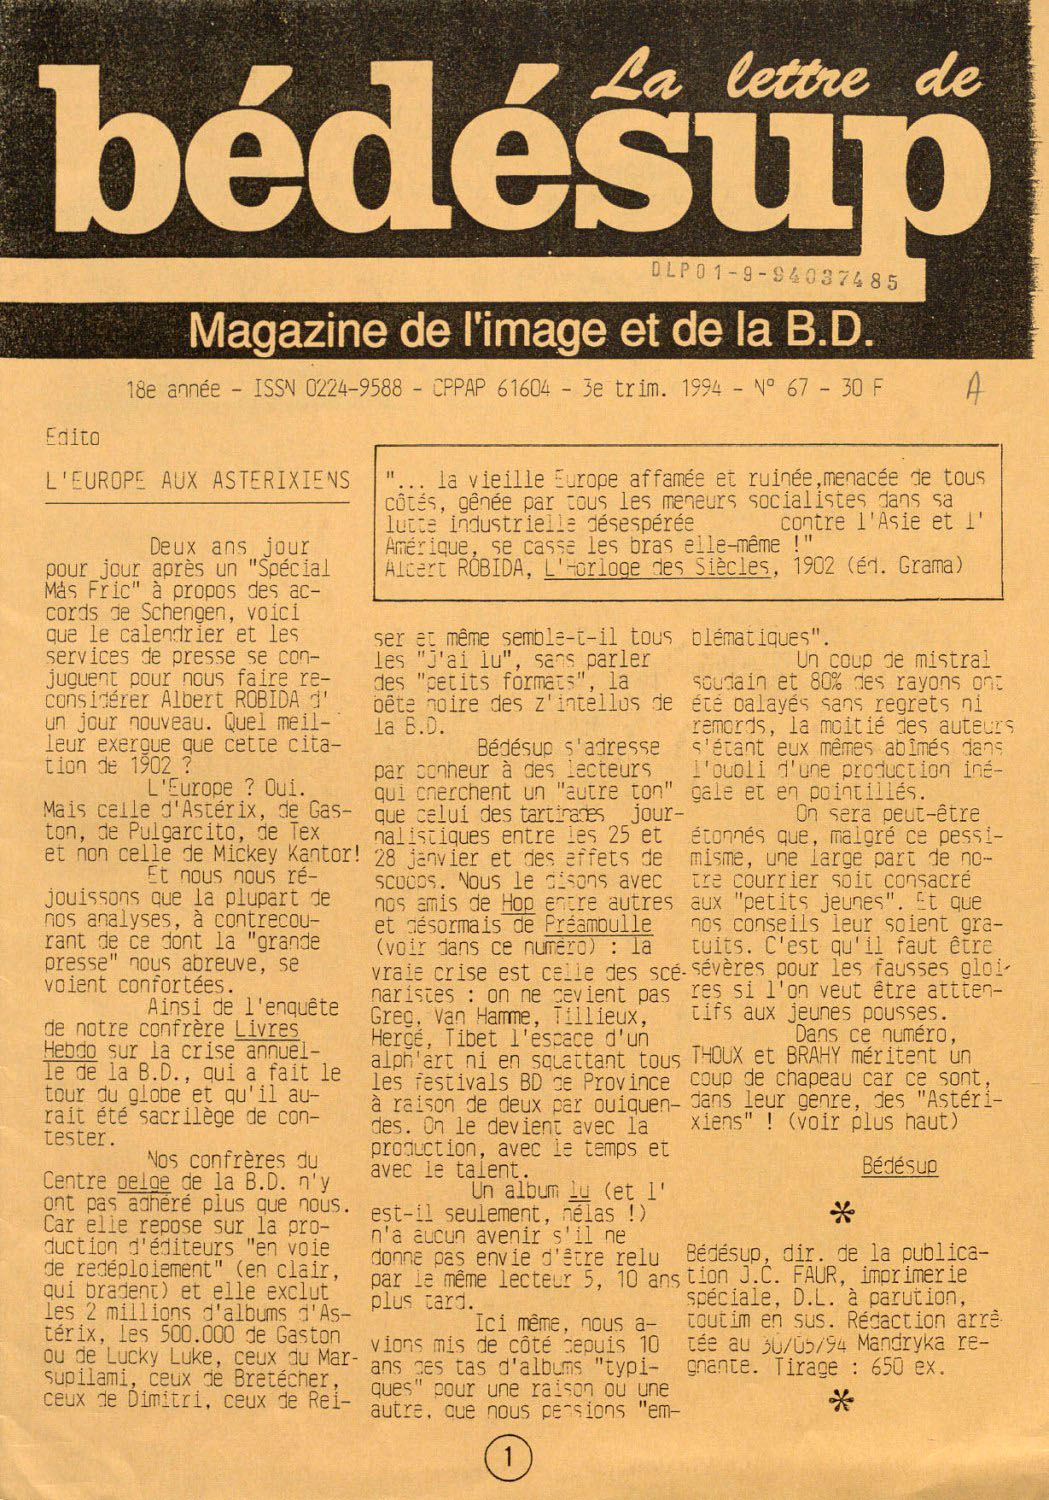 La lettre de
bédésup
DLP01-9-94037485
Magazine de l'image et de la B.D.
18e année - ISSN 0224-9588 - CPPAP 61604 - 3e trim. 1994 - N° 67 - 30 F
A
Edito
L'EUROPE AUX ASTERIXIENS
"... la vieille Europe affamée et ruinée,menacée de tous
côtés, gênée par tous les meneurs socialistes dans sa
lutte industrielle désespérée contre l'Asie et l'
Amérique, se casse les bras elle-même !"
Albert ROBIDA, L'Horloge des Siècles, 1902 (éd. Grama)
Deux ans jour
pour jour après un "Spécial
Mås Fric" à propos des ac-
cords de Schengen, voici
que le calendrier et les
services de presse se con-
juguent pour nous faire re-
considérer Albert ROBIDA d'
un jour nouveau. Quel meil-
leur exergue que cette cita-
tion de 1902 ?
L'Europe ? Oui.
Mais celle d'Astérix, de Gas-
ton, de Pulgarcito, de Tex
et non celle de Mickey Kantor!
Et nous nous ré-
jouissons que la plupart de
nos analyses, à contrecou-
rant de ce dont la "grande
presse" nous abreuve, se
voient confortées.
Ainsi de l'enquête
de notre confrère Livres
Hebdo sur la crise annuel-
le de la B.D., qui a fait le
tour du globe et qu'il au-
rait été sacrilège de con-
tester.
Nos confrères du
Centre belge de la B.D. n'y
ont pas adhéré plus que nous.
Car elle repose sur la pro-
duction d'éditeurs "en voie
de redéploiement" (en clair,
qui bradent) et elle exclut
les 2 millions d'albums d'As-
térix, les 500.000 de Gaston
ou de Lucky Luke, ceux du Mar-
supilami, ceux de Bretécher,
ceux de Dimitri, ceux de Rei-
ser et même semble-t-il tous
les "J'ai lu", sans parler
des "petits formats", la
bête noire des z'intellos de
la B.D.
Bédésup s'adresse
par bonheur à des lecteurs
qui cherchent un "autre ton"
que celui des tartirades jour-
nalistiques entre les 25 et
28 janvier et des effets de
scoops. Nous le disons avec
nos amis de Hop entre autres
et désormais de Préambulle
(voir dans ce numéro) : la
vraie crise est celle des scé-
naristes : on ne devient pas
Greg, Van Hamme, Tillieux,
Hergé, Tibet l'espace d'un
alph'art ni en squattant tous
les festivals BD de Province
à raison de deux par ouiquen-
des. On le devient avec la
production, avec le temps et
avec le talent.
Un album lu (et l'
est-il seulement, hélas !)
n'a aucun avenir s'il ne
donne pas envie d'être relu
par le même lecteur 5, 10 ans
plus tard.
Ici même, nous a-
vions mis de côté depuis 10
ans des tas d'albums "typi-
ques" pour une raison ou une
autre, que nous pensions "em-
blématiques".
Un coup de mistral
soudain et 80% des rayons ont
été balayés sans regrets ni
remords, la moitié des auteurs
s'étant eux mêmes abîmés dans
l'oubli d'une production iné-
gale et en pointillés.
On sera peut-être
étonnés que, malgré ce pessi-
misme, une large part de no-
tre courrier soit consacré
aux "petits jeunes". Et que
nos conseils leur soient gra-
tuits. C'est qu'il faut être
sévères pour les fausses gloi-
res si l'on veut être attten-
tifs aux jeunes pousses.
Dans ce numéro,
THOUX et BRAHY méritent un
coup de chapeau car ce sont,
dans leur genre, des "Astéri-
xiens" ! (voir plus haut)
Bédésup
*
Bédésup, dir. de la publica-
tion J.C. FAUR, imprimerie
spéciale, D.L. à parution,
toutim en sus. Rédaction arrê-
tée au 30/05/94 Mandryka re-
gnante. Tirage : 650 ex.
*
1